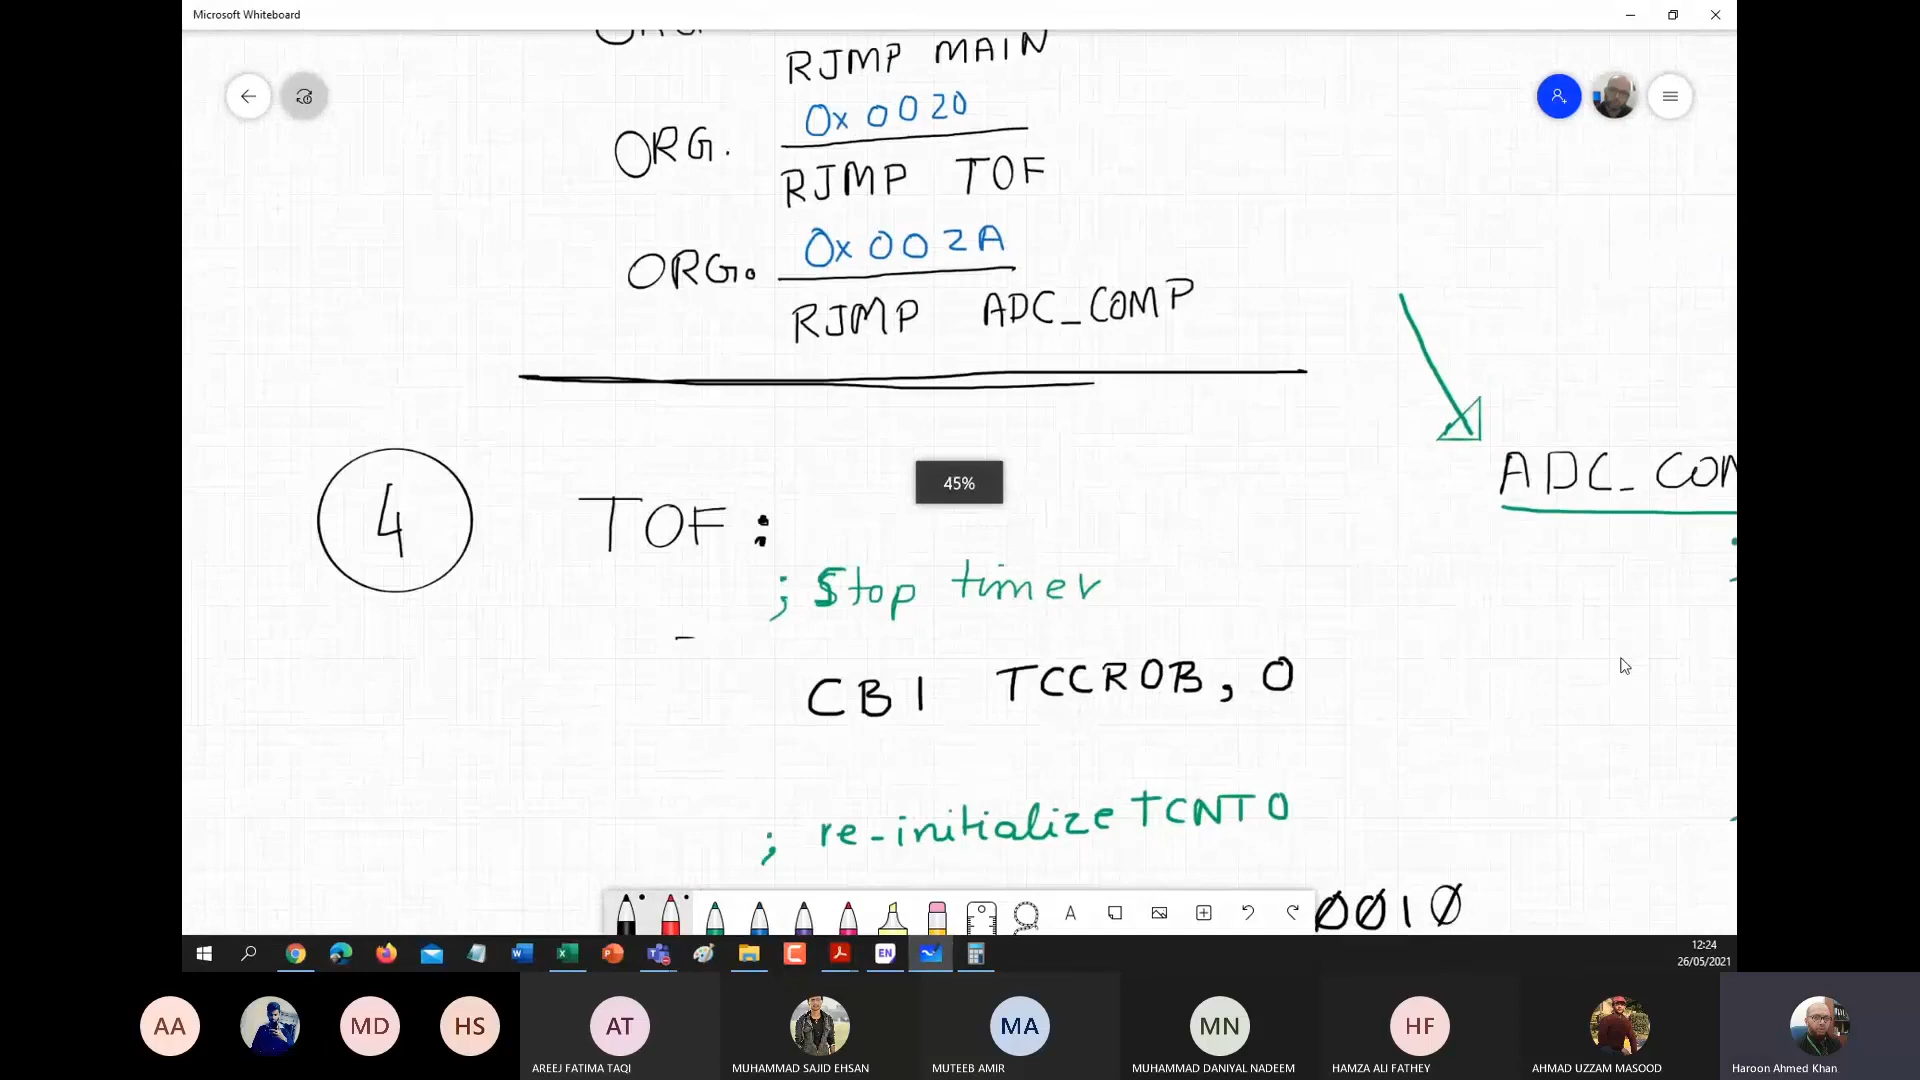 Microsoft Whiteboard
ORG.
RJMP MAIN
0x 0020
ORG.
RJMP TOF
0x 002A
ORG.
RJMP ADC_COMP
4
TOF :
; Stop timer
CBI TCCR0B, 0
; re-initialize TCNT0
0010
ADC_COM
45%
A
EN
12:24
26/05/2021
AA
MD
HS
AT
MA
MN
HF
AREEJ FATIMA TAQI
MUHAMMAD SAJID EHSAN
MUTEEB AMIR
MUHAMMAD DANIYAL NADEEM
HAMZA ALI FATHEY
AHMAD UZZAM MASOOD
Haroon Ahmed Khan